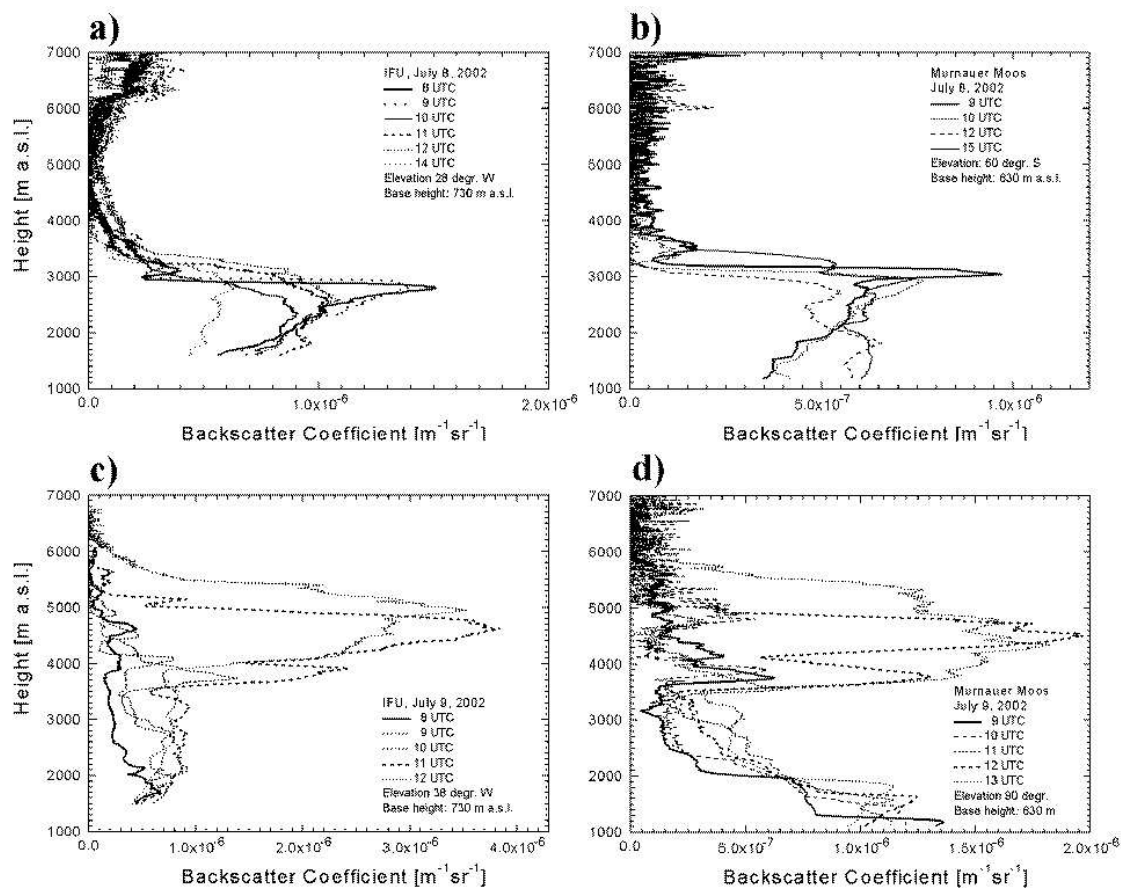 a)
7000
6000
5000
4000
3000
2000
1000
Height [m a.s.l.]
IFU, July 8, 2002
8 UTC
9 UTC
10 UTC
11 UTC
12 UTC
14 UTC
Elevation 28 degr. W
Base height: 730 m a.s.l.
0.0
1.0x10⁻⁶
2.0x10⁻⁶
Backscatter Coefficient [m⁻¹sr⁻¹]
b)
7000
6000
5000
4000
3000
2000
1000
Murnauer Moos
July 8, 2002
9 UTC
10 UTC
12 UTC
15 UTC
Elevation: 60 degr. S
Base height: 630 m a.s.l.
0.0
5.0x10⁻⁷
1.0x10⁻⁶
Backscatter Coefficient [m⁻¹sr⁻¹]
c)
7000
6000
5000
4000
3000
2000
1000
Height [m a.s.l.]
IFU, July 9, 2002
8 UTC
9 UTC
10 UTC
11 UTC
12 UTC
Elevation 38 degr. W
Base height: 730 m a.s.l.
0.0
1.0x10⁻⁶
2.0x10⁻⁶
3.0x10⁻⁶
4.0x10⁻⁶
Backscatter Coefficient [m⁻¹sr⁻¹]
d)
7000
6000
5000
4000
3000
2000
1000
Murnauer Moos
July 9, 2002
9 UTC
10 UTC
11 UTC
12 UTC
13 UTC
Elevation 90 degr.
Base height: 630 m
0.0
5.0x10⁻⁷
1.0x10⁻⁶
1.5x10⁻⁶
2.0x10⁻⁶
Backscatter Coefficient [m⁻¹sr⁻¹]